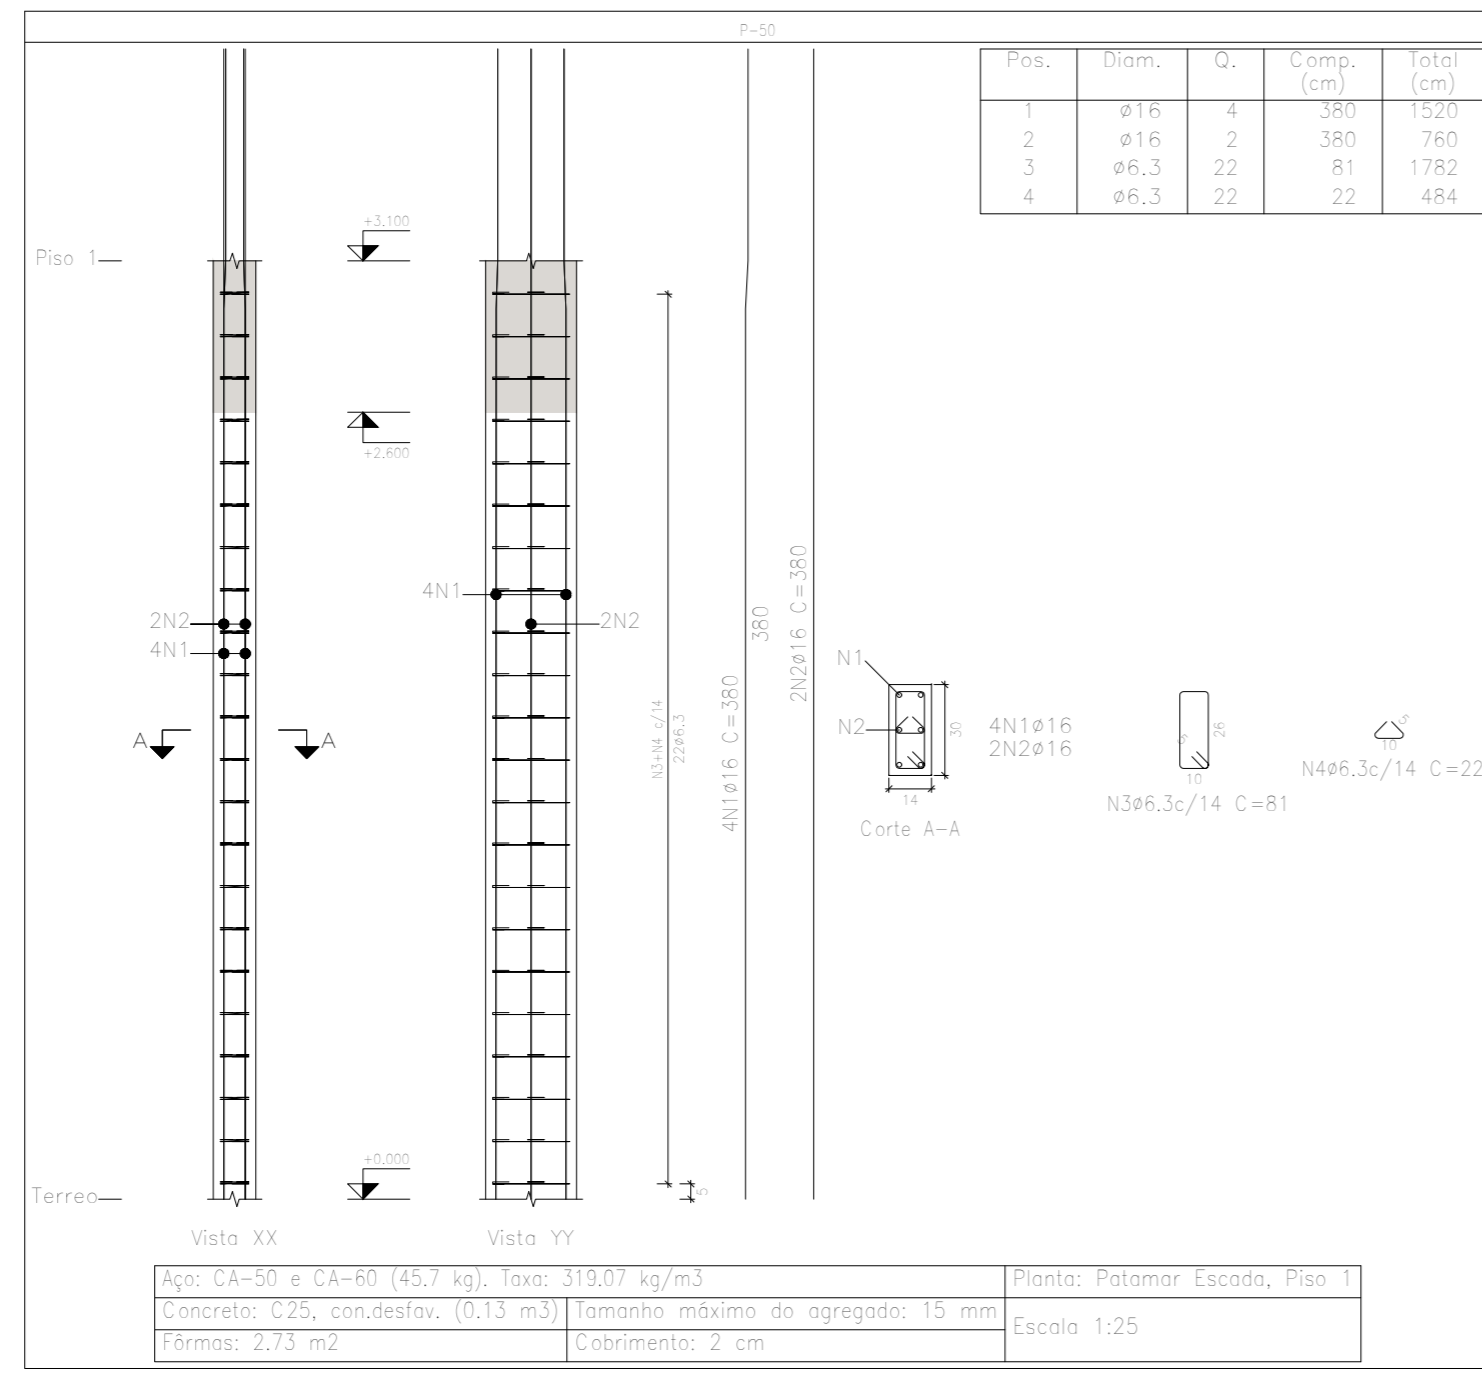 P-50
Pos. Diam. Q. Comp. (cm) Total (cm)
1 ø16 4 380 1520
2 ø16 2 380 760
3 ø6.3 22 81 1782
4 ø6.3 22 22 484
+3.100
Piso 1
+2.600
4N1
2N2
2N2
4N1
A
A
N3+N4 c/14
22ø6.3
4N1ø16 C=380
380
2N2ø16 C=380
N1
N2
30
14
Corte A-A
4N1ø16
2N2ø16
5
26
10
N3ø6.3c/14 C=81
5
10
N4ø6.3c/14 C=22
+0.000
5
Terreo
Vista XX
Vista YY
Aço: CA-50 e CA-60 (45.7 kg). Taxa: 319.07 kg/m3
Planta: Patamar Escada, Piso 1
Concreto: C25, con.desfav. (0.13 m3)
Tamanho máximo do agregado: 15 mm
Escala 1:25
Fôrmas: 2.73 m2
Cobrimento: 2 cm